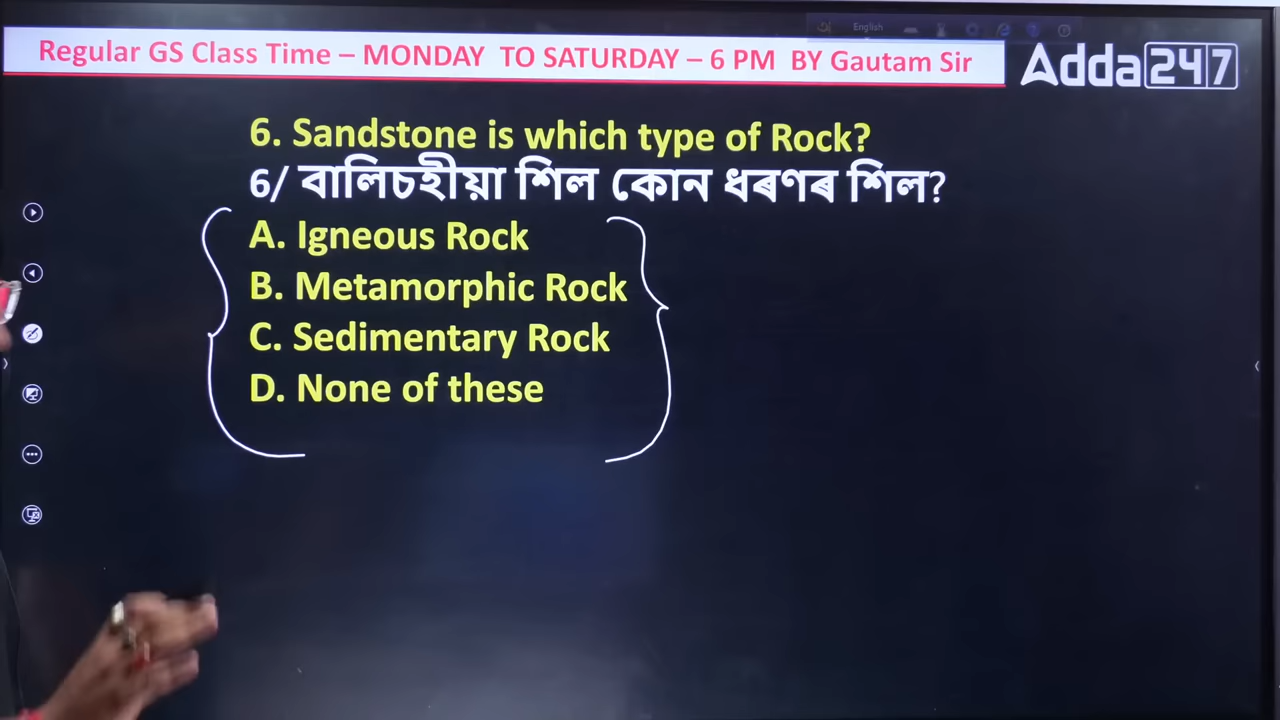 English
Regular GS Class Time – MONDAY TO SATURDAY – 6 PM BY Gautam Sir
Adda247
6. Sandstone is which type of Rock?
6/ বালিচহীয়া শিল কোন ধৰণৰ শিল?
A. Igneous Rock
B. Metamorphic Rock
C. Sedimentary Rock
D. None of these